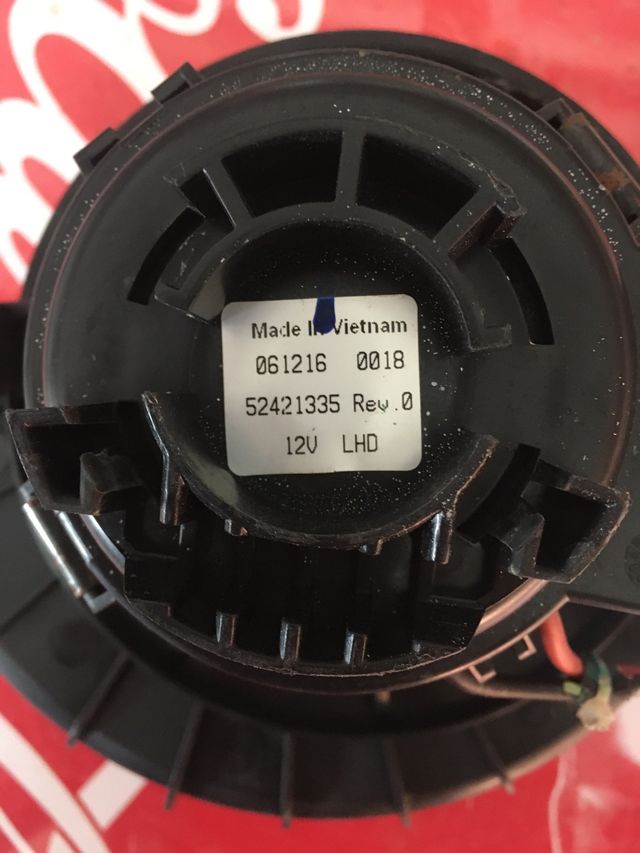 Made In Vietnam
061216 0018
52421335 Rev.0
12V LHD